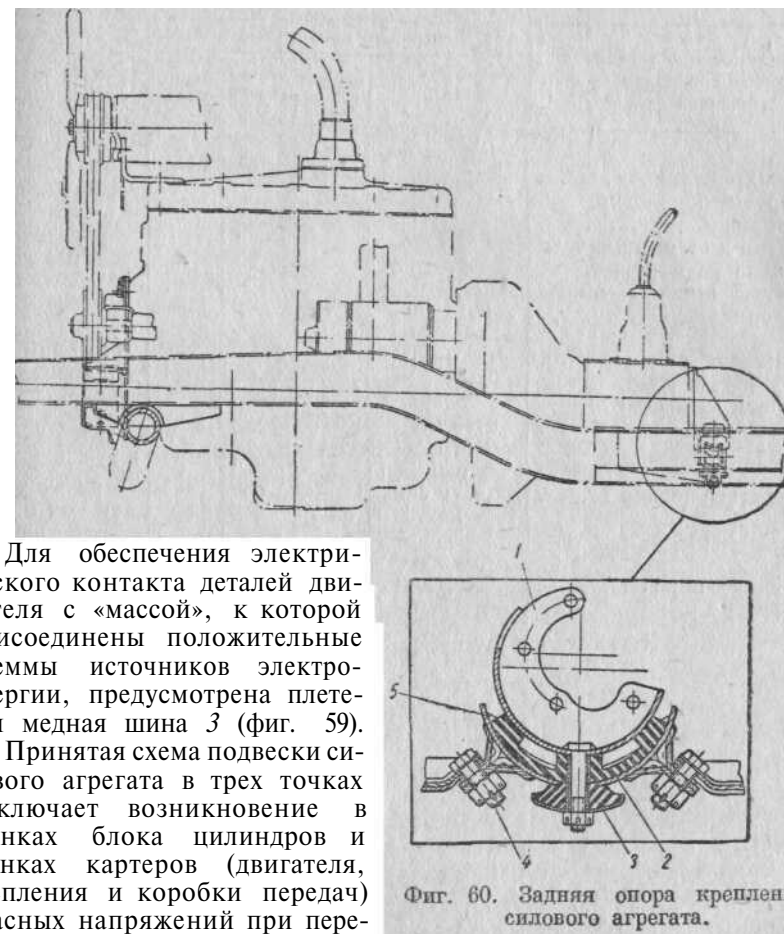 Для обеспечения электри-
ского контакта деталей дви-
теля с «массой», к которой
исоединены положительные
еммы источников электро-
ергии, предусмотрена плете-
я медная шина 3 (фиг. 59).
Принятая схема подвески си-
вого агрегата в трех точках
ключает возникновение в
нках блока цилиндров и
нках картеров (двигателя,
пления и коробки передач)
асных напряжений при пере-
1
5
4 3 2
Фиг. 60. Задняя опора креплен
силового агрегата.